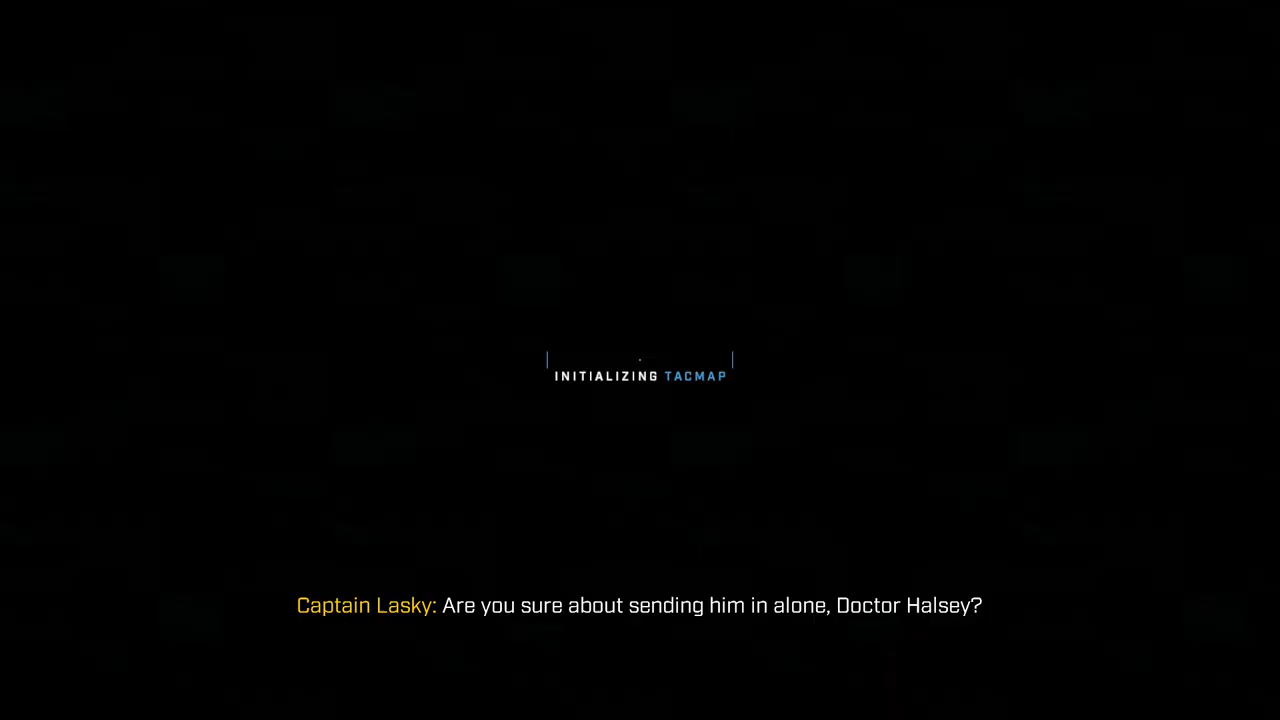 INITIALIZING TACMAP
Captain Lasky: Are you sure about sending him in alone, Doctor Halsey?